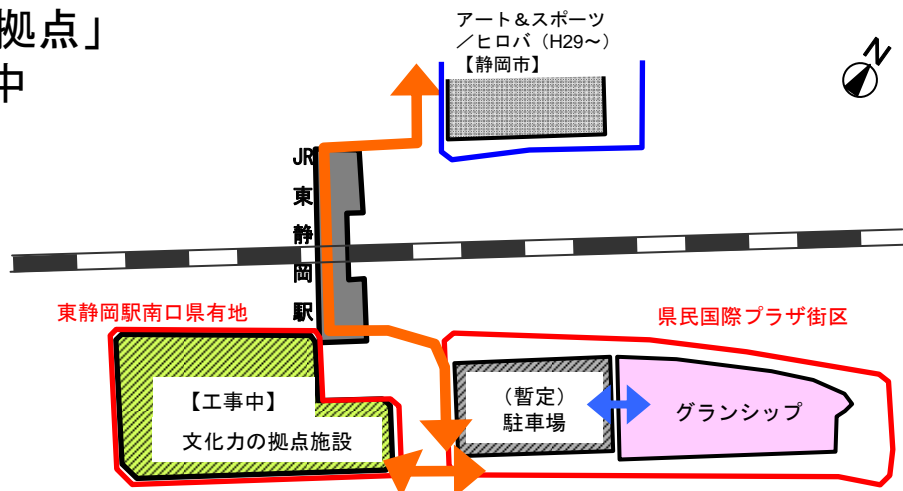 拠点」
中
アート&スポーツ
／ヒロバ（H29～）
【静岡市】
N
JR東静岡駅
東静岡駅南口県有地
県民国際プラザ街区
【工事中】
文化力の拠点施設
（暫定）
駐車場
グランシップ